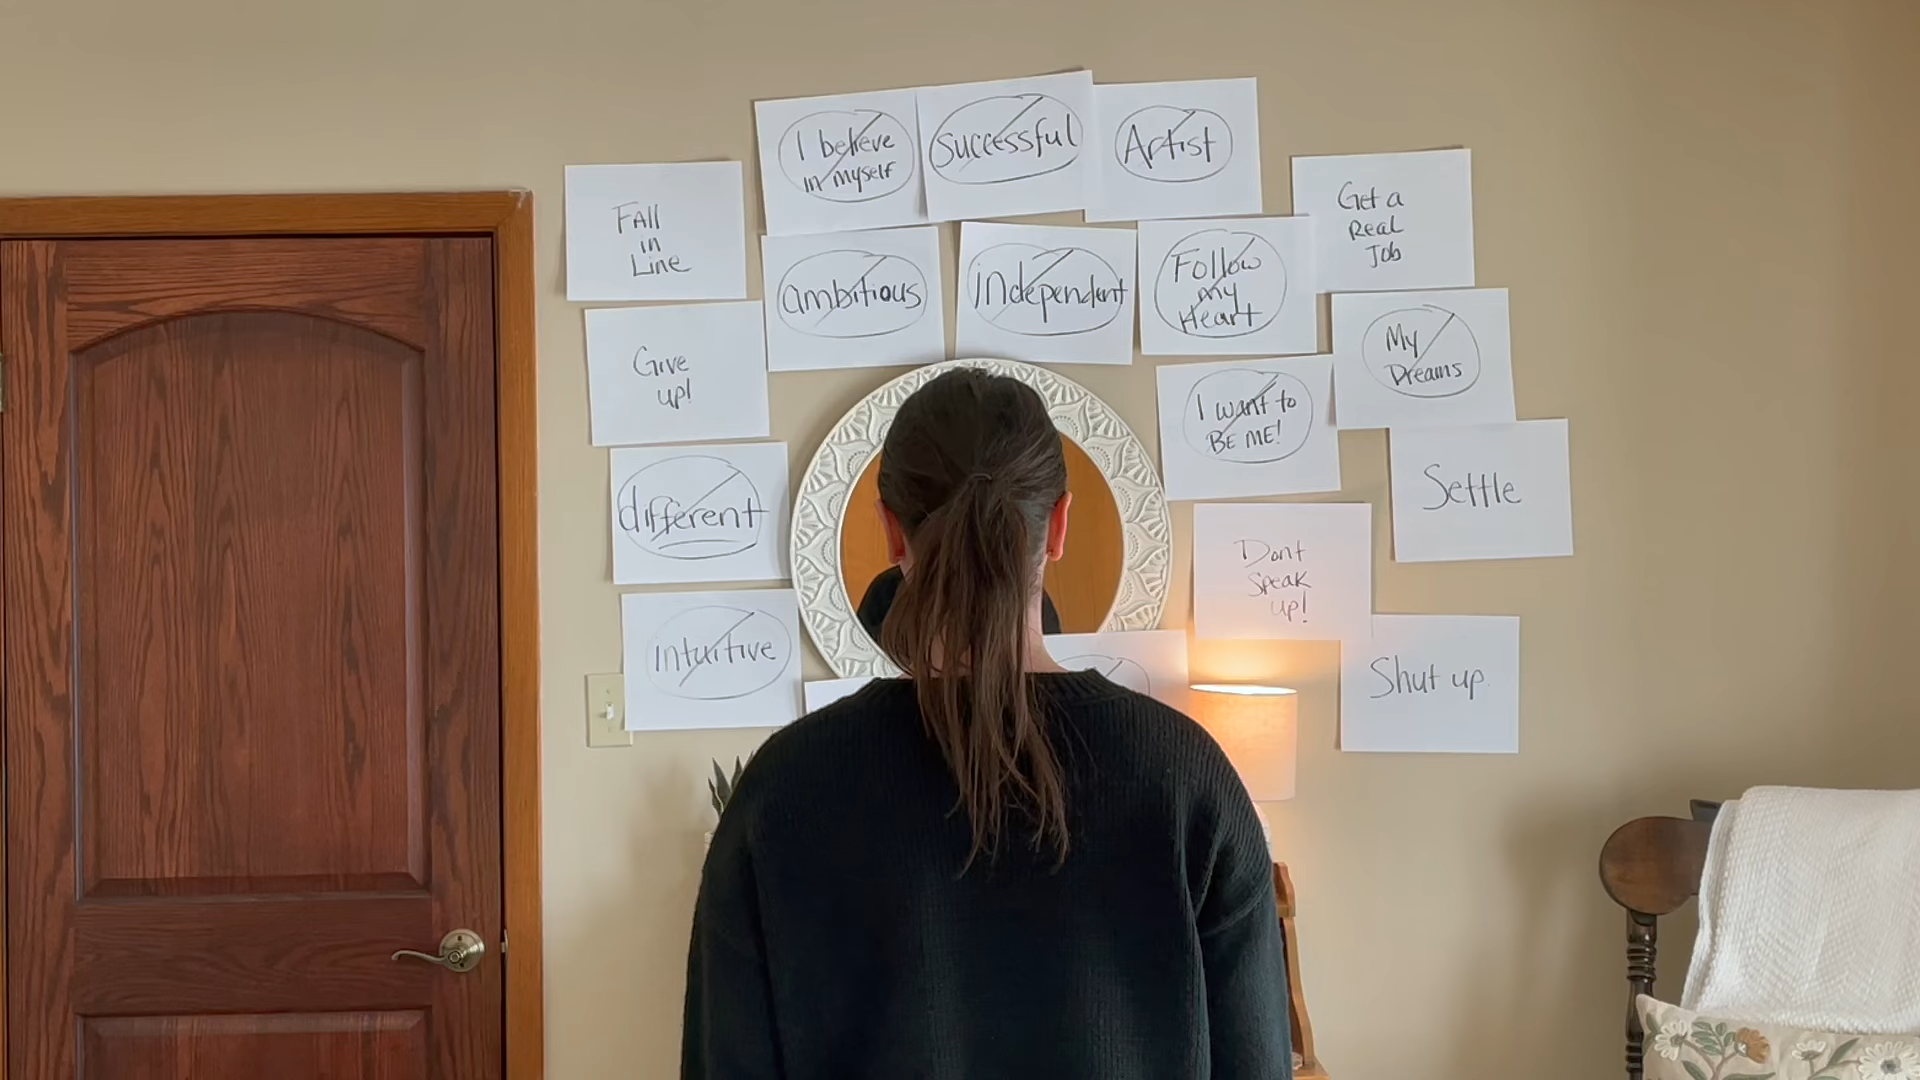 I believe
in myself
Successful
Artist
Fall
in
Line
Get a
Real
Job
ambitious
independent
Follow
my
Heart
Give
up!
My
Dreams
I want to
BE ME!
different
Settle
Dont
Speak
up!
intuitive
Shut up.